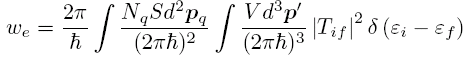 $w_e = \frac{2\pi}{\hbar} \int \frac{N_q S d^2 \boldsymbol{p}_q}{(2\pi\hbar)^2} \int \frac{V d^3 \boldsymbol{p}'}{(2\pi\hbar)^3} \left| T_{if} \right|^2 \delta \left( \varepsilon_i - \varepsilon_f \right)$